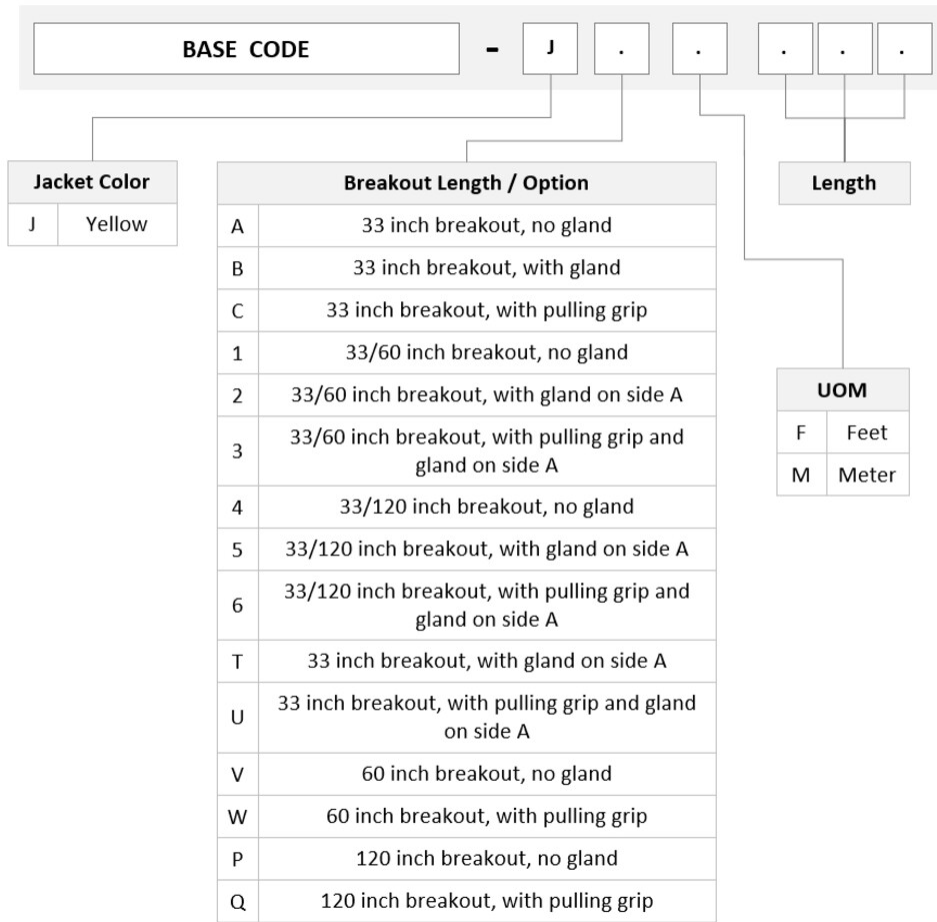 BASE CODE - J . . . . .
Jacket Color
J Yellow
Breakout Length / Option
A 33 inch breakout, no gland
B 33 inch breakout, with gland
C 33 inch breakout, with pulling grip
1 33/60 inch breakout, no gland
2 33/60 inch breakout, with gland on side A
3 33/60 inch breakout, with pulling grip and
gland on side A
4 33/120 inch breakout, no gland
5 33/120 inch breakout, with gland on side A
6 33/120 inch breakout, with pulling grip and
gland on side A
T 33 inch breakout, with gland on side A
U 33 inch breakout, with pulling grip and gland
on side A
V 60 inch breakout, no gland
W 60 inch breakout, with pulling grip
P 120 inch breakout, no gland
Q 120 inch breakout, with pulling grip
Length
UOM
F Feet
M Meter